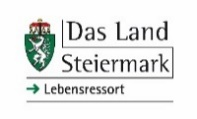 Das Land
Steiermark
→ Lebensressort